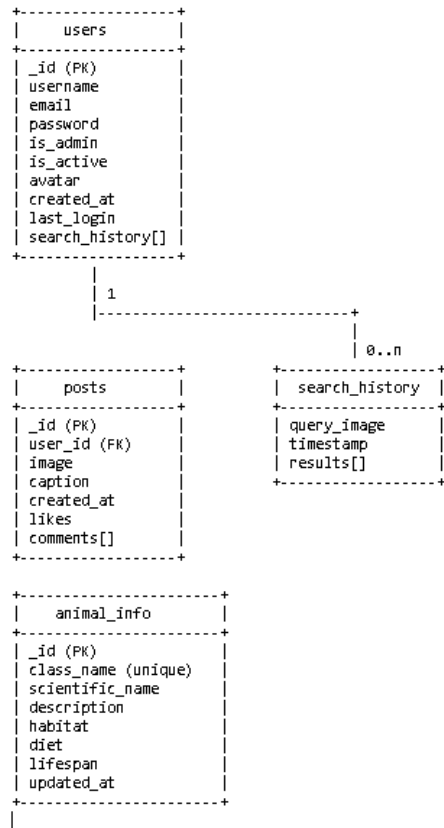 users
_id (PK)
username
email
password
is_admin
is_active
avatar
created_at
last_login
search_history[]
1
0..n
posts
_id (PK)
user_id (FK)
image
caption
created_at
likes
comments[]
search_history
query_image
timestamp
results[]
animal_info
_id (PK)
class_name (unique)
scientific_name
description
habitat
diet
lifespan
updated_at